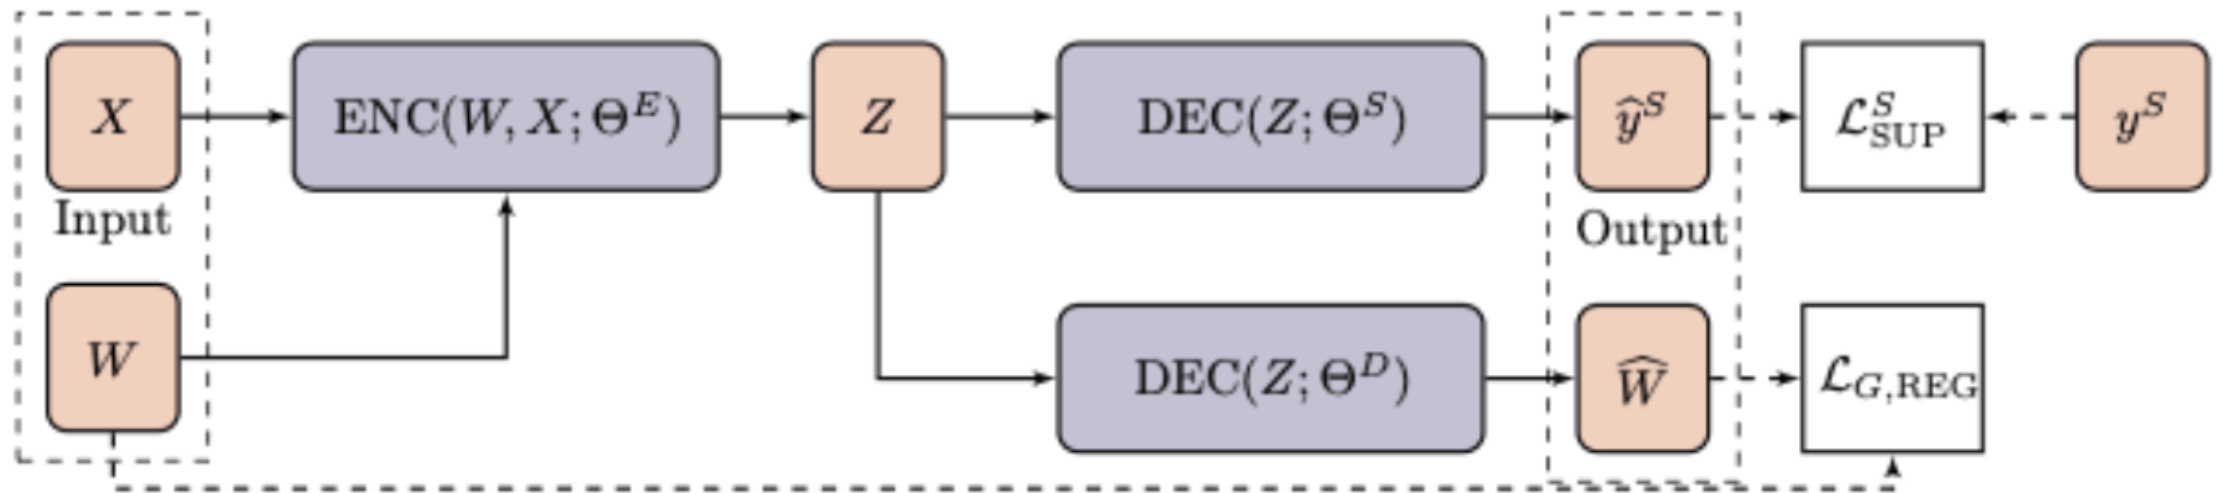 X
ENC(W, X; Θ^E)
Z
DEC(Z; Θ^S)
ŷ^S
ℒ^S_SUP
y^S
Input
Output
W
DEC(Z; Θ^D)
Ŵ
ℒ_G,REG